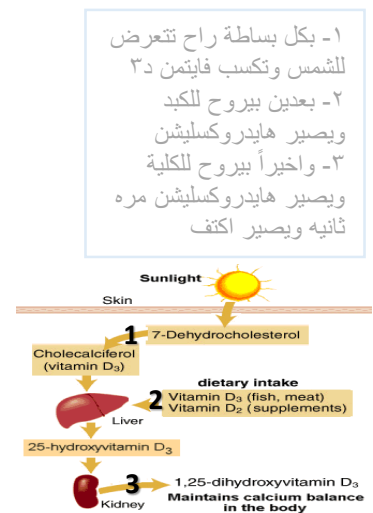 ١- بكل بساطة راح تتعرض
للشمس وتكسب فايتمن د٣
٢- بعدين بيروح للكبد
ويصير هايدروكسليشن
٣- واخيراً بيروح للكلية
ويصير هايدروكسليشن مره
ثانيه ويصير اكتف
Sunlight
Skin
1 7-Dehydrocholesterol
Cholecalciferol
(vitamin D₃)
dietary intake
2 Vitamin D₃ (fish, meat)
Vitamin D₂ (supplements)
Liver
25-hydroxyvitamin D₃
3 1,25-dihydroxyvitamin D₃
Kidney
Maintains calcium balance
in the body